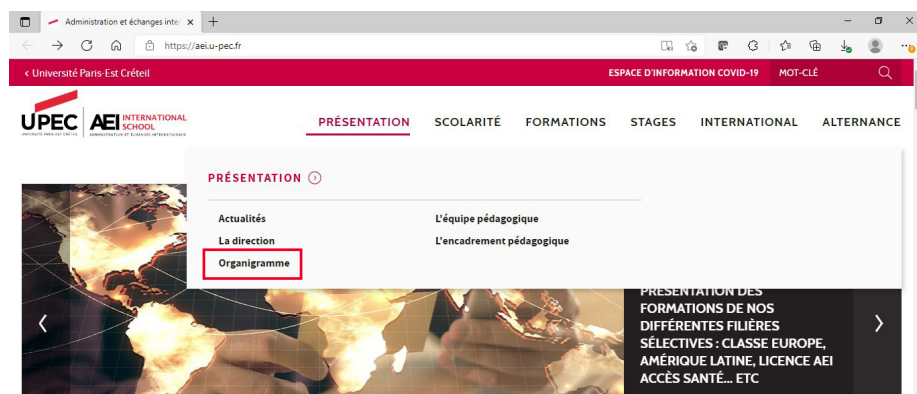 Administration et échanges inter
https://aei.u-pec.fr
‹ Université Paris-Est Créteil
ESPACE D'INFORMATION COVID-19 MOT-CLÉ
UPEC AEI INTERNATIONAL SCHOOL
PRÉSENTATION SCOLARITÉ FORMATIONS STAGES INTERNATIONAL ALTERNANCE
PRÉSENTATION
Actualités
La direction
Organigramme
L'équipe pédagogique
L'encadrement pédagogique
PRÉSENTATION DES
FORMATIONS DE NOS
DIFFÉRENTES FILIÈRES
SÉLECTIVES : CLASSE EUROPE,
AMÉRIQUE LATINE, LICENCE AEI
ACCÈS SANTÉ... ETC